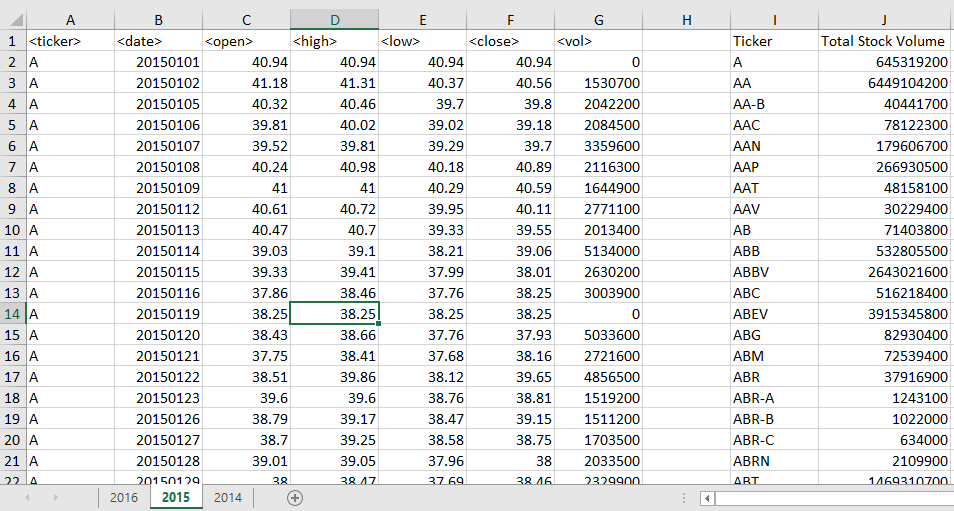 A B C D E F G H I J
1 <ticker> <date> <open> <high> <low> <close> <vol> Ticker Total Stock Volume
2 A 20150101 40.94 40.94 40.94 40.94 0 A 645319200
3 A 20150102 41.18 41.31 40.37 40.56 1530700 AA 6449104200
4 A 20150105 40.32 40.46 39.7 39.8 2042200 AA-B 40441700
5 A 20150106 39.81 40.02 39.02 39.18 2084500 AAC 78122300
6 A 20150107 39.52 39.81 39.29 39.7 3359600 AAN 179606700
7 A 20150108 40.24 40.98 40.18 40.89 2116300 AAP 266930500
8 A 20150109 41 41 40.29 40.59 1644900 AAT 48158100
9 A 20150112 40.61 40.72 39.95 40.11 2771100 AAV 30229400
10 A 20150113 40.47 40.7 39.33 39.55 2013400 AB 71403800
11 A 20150114 39.03 39.1 38.21 39.06 5134000 ABB 532805500
12 A 20150115 39.33 39.41 37.99 38.01 2630200 ABBV 2643021600
13 A 20150116 37.86 38.46 37.76 38.25 3003900 ABC 516218400
14 A 20150119 38.25 38.25 38.25 38.25 0 ABEV 3915345800
15 A 20150120 38.43 38.66 37.76 37.93 5033600 ABG 82930400
16 A 20150121 37.75 38.41 37.68 38.16 2721600 ABM 72539400
17 A 20150122 38.51 39.86 38.12 39.65 4856500 ABR 37916900
18 A 20150123 39.6 39.6 38.76 38.81 1519200 ABR-A 1243100
19 A 20150126 38.79 39.17 38.47 39.15 1511200 ABR-B 1022000
20 A 20150127 38.7 39.25 38.58 38.75 1703500 ABR-C 634000
21 A 20150128 39.01 39.05 37.96 38 2033500 ABRN 2109900
22 A 20150129 38 38.47 37.69 38.46 2329900 ABT 1469310700
2016 2015 2014